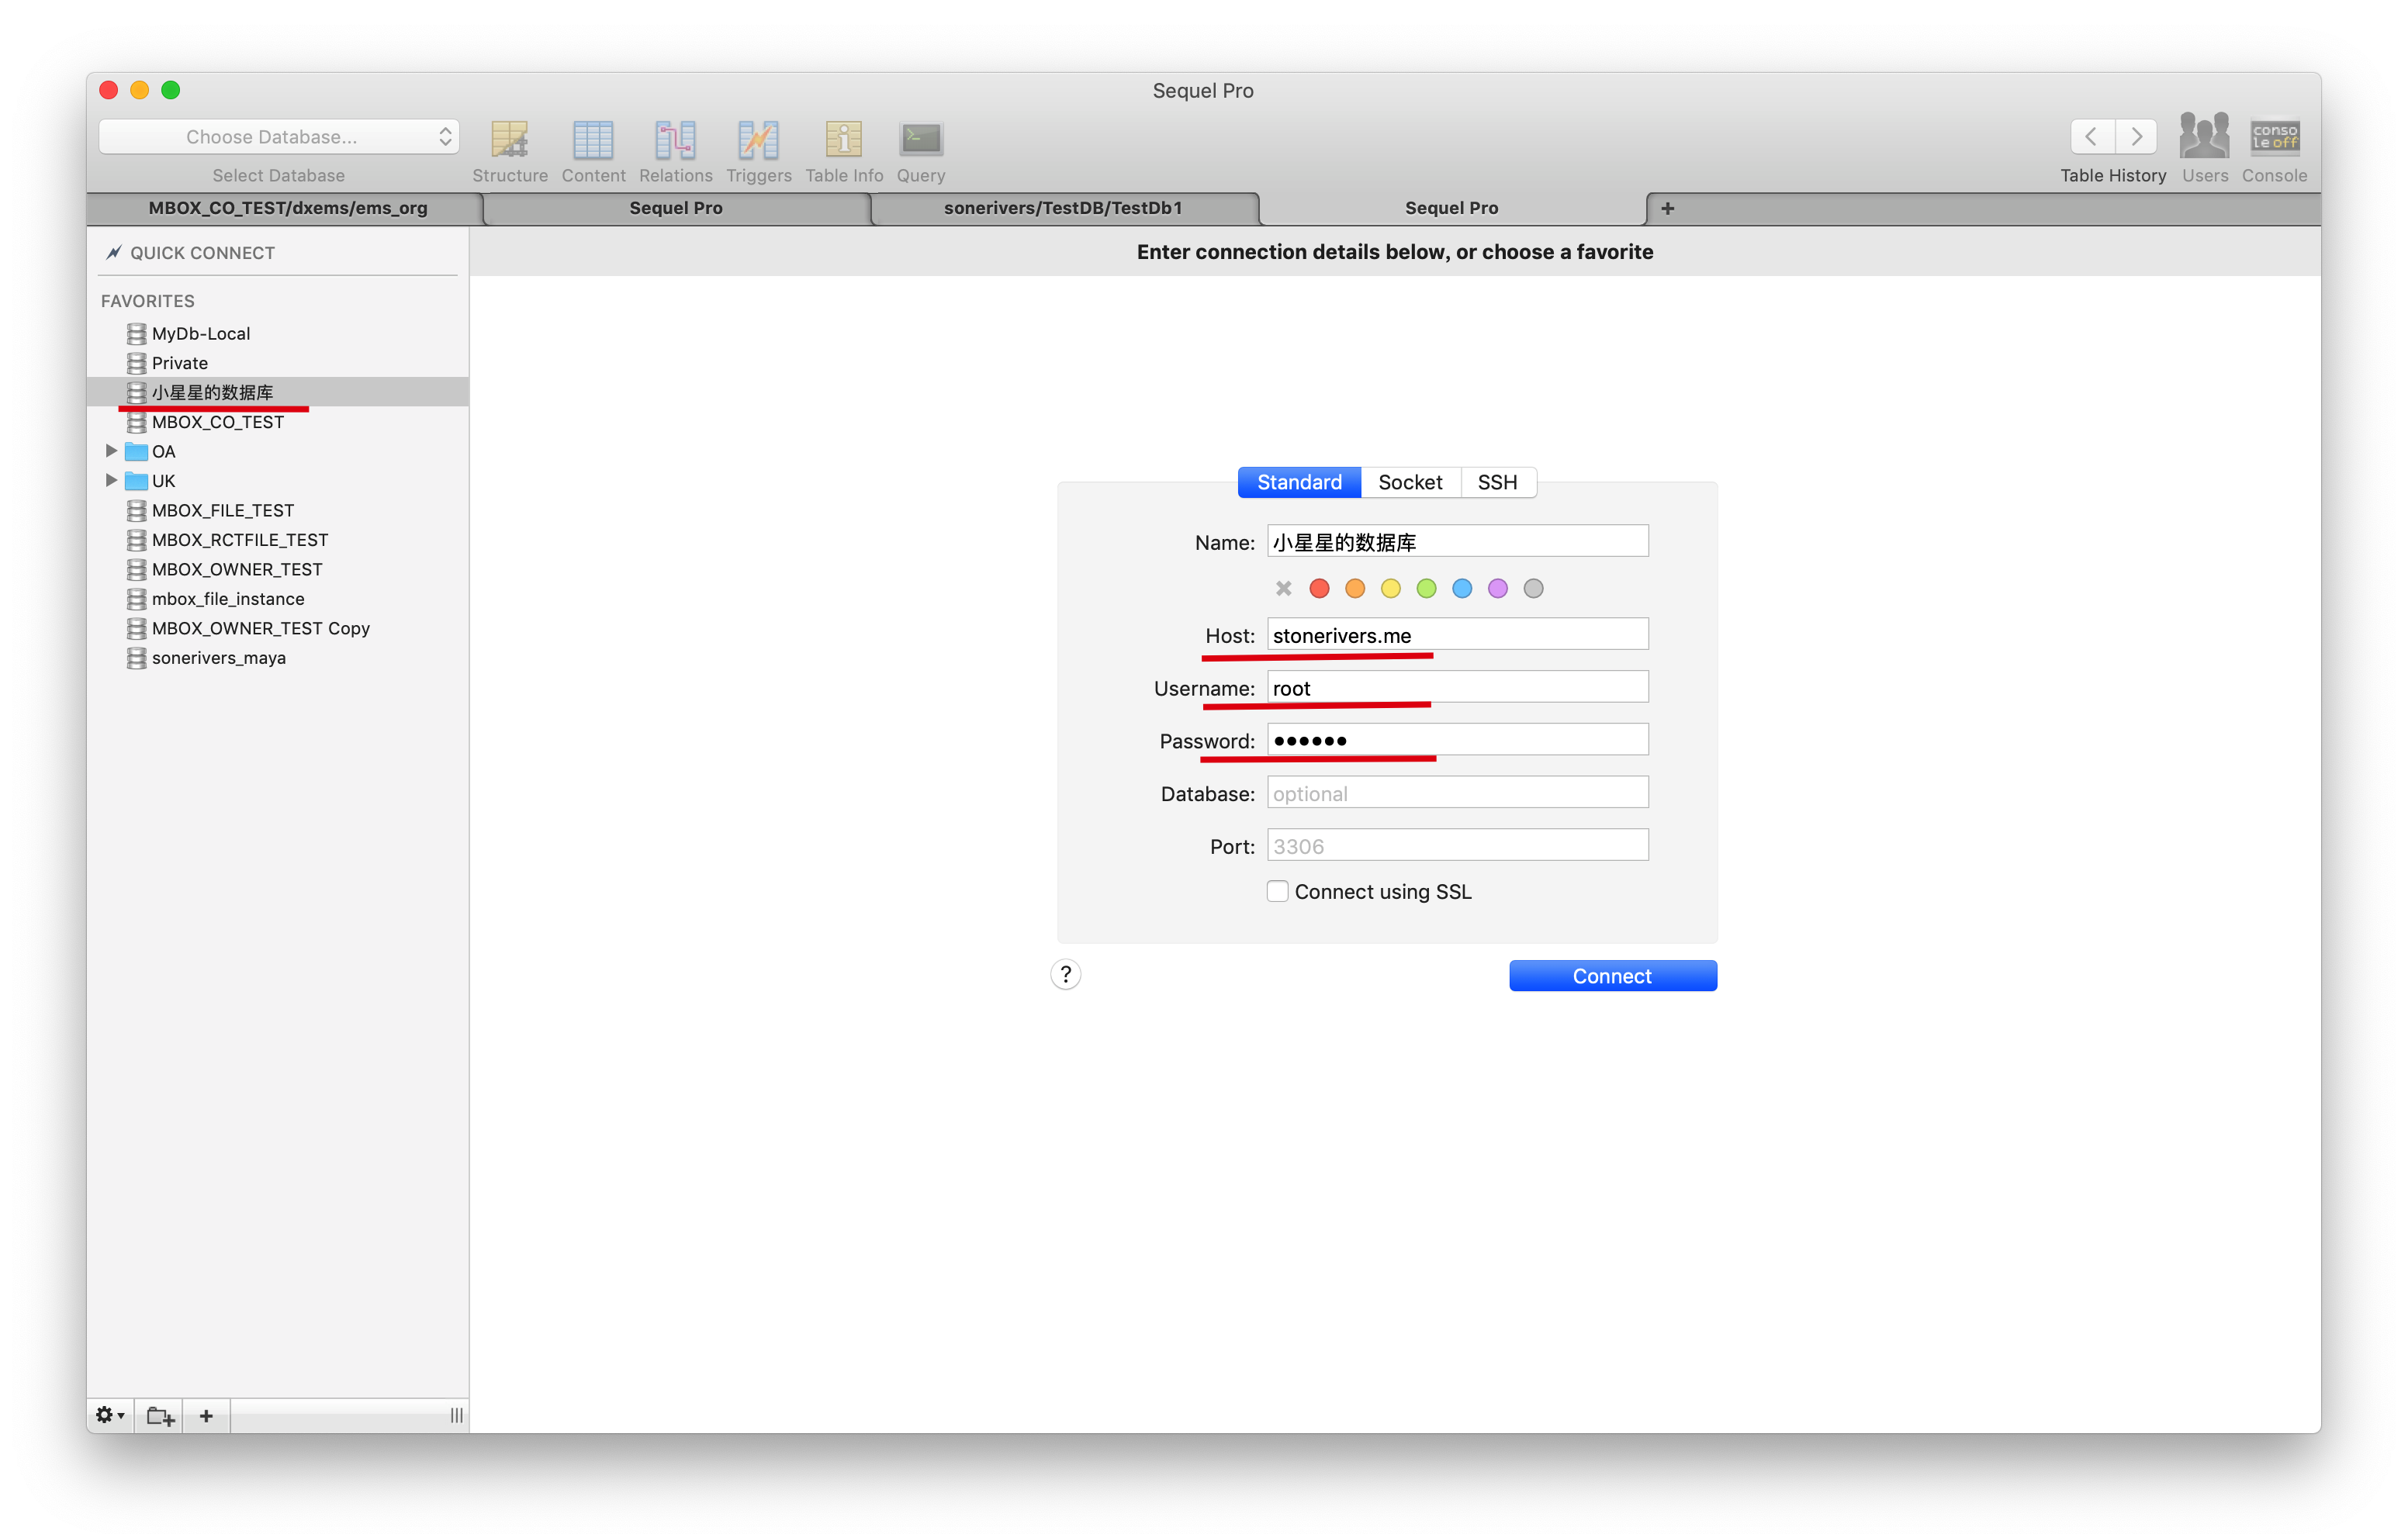 Sequel Pro
Choose Database...
Select Database
Structure
Content
Relations
Triggers
Table Info
Query
console off
Table History
Users
Console
MBOX_CO_TEST/dxems/ems_org
Sequel Pro
sonerivers/TestDB/TestDb1
Sequel Pro
+
QUICK CONNECT
FAVORITES
MyDb-Local
Private
小星星的数据库
MBOX_CO_TEST
OA
UK
MBOX_FILE_TEST
MBOX_RCTFILE_TEST
MBOX_OWNER_TEST
mbox_file_instance
MBOX_OWNER_TEST Copy
sonerivers_maya
Enter connection details below, or choose a favorite
Standard
Socket
SSH
Name: 小星星的数据库
Host: stonerivers.me
Username: root
Password: ●●●●●●
Database: optional
Port: 3306
Connect using SSL
?
Connect